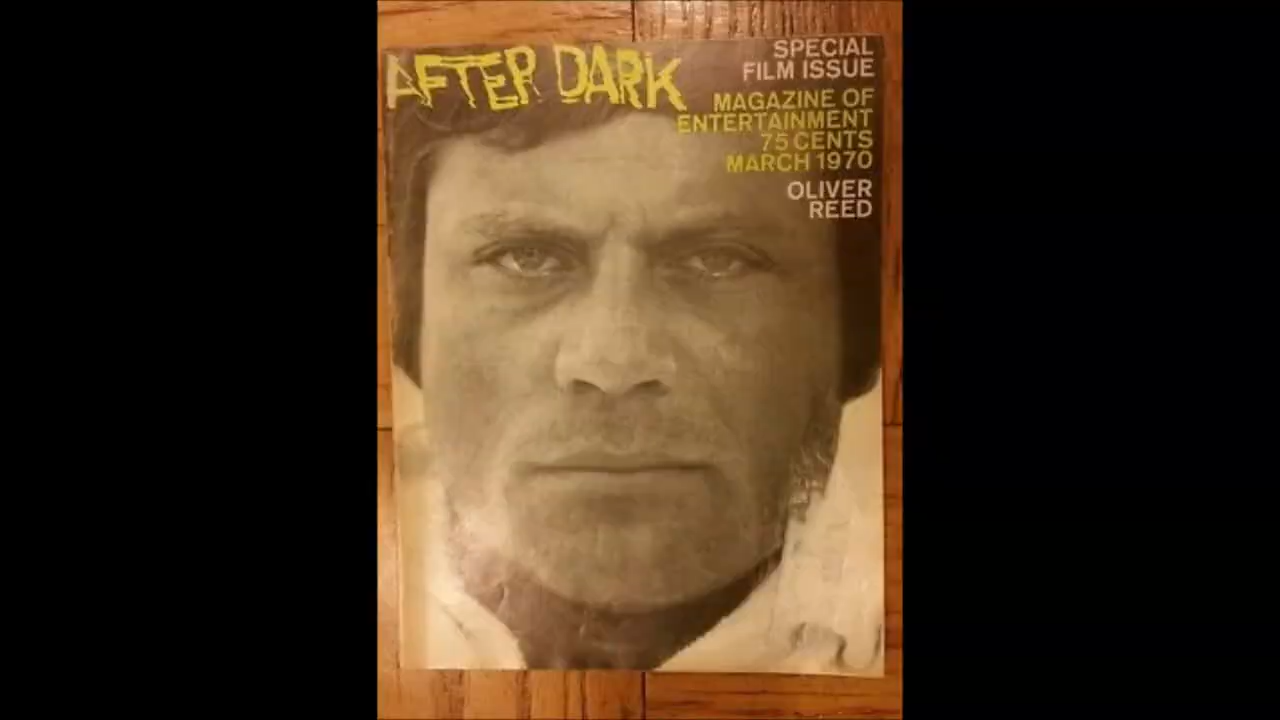 AFTER DARK
SPECIAL
FILM ISSUE
MAGAZINE OF
ENTERTAINMENT
75 CENTS
MARCH 1970
OLIVER
REED